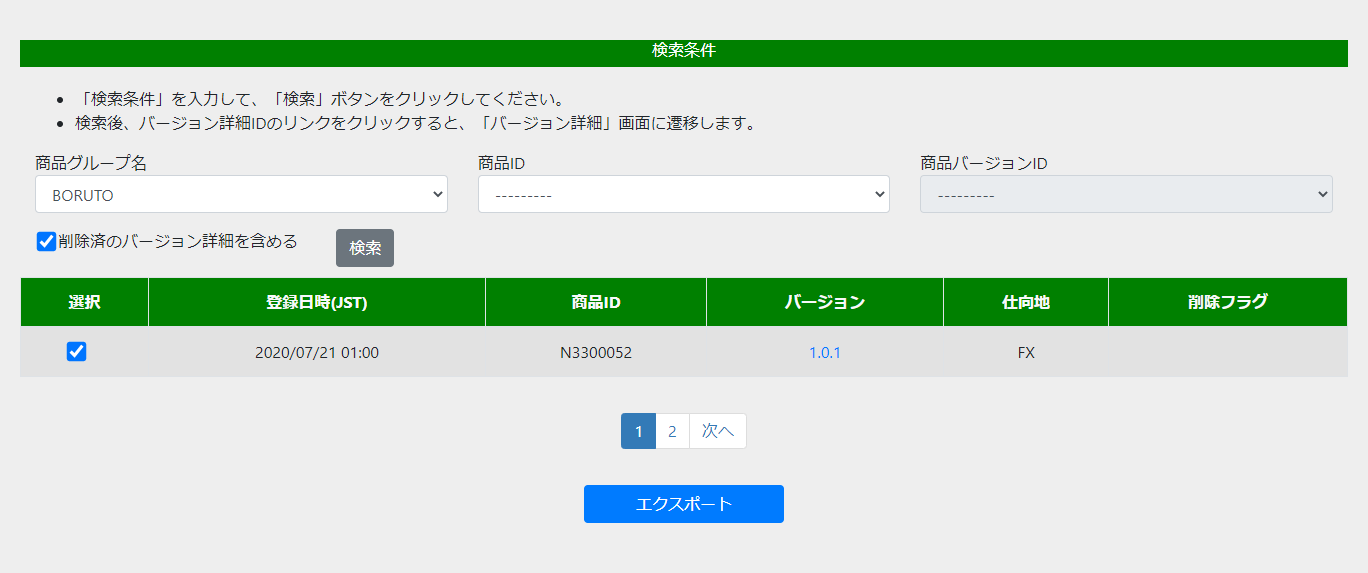 検索条件
「検索条件」を入力して、「検索」ボタンをクリックしてください。
検索後、バージョン詳細IDのリンクをクリックすると、「バージョン詳細」画面に遷移します。
商品グループ名 商品ID 商品バージョンID
BORUTO --------- ---------
削除済のバージョン詳細を含める 検索
選択 登録日時(JST) 商品ID バージョン 仕向地 削除フラグ
2020/07/21 01:00 N3300052 1.0.1 FX
1 2 次へ
エクスポート